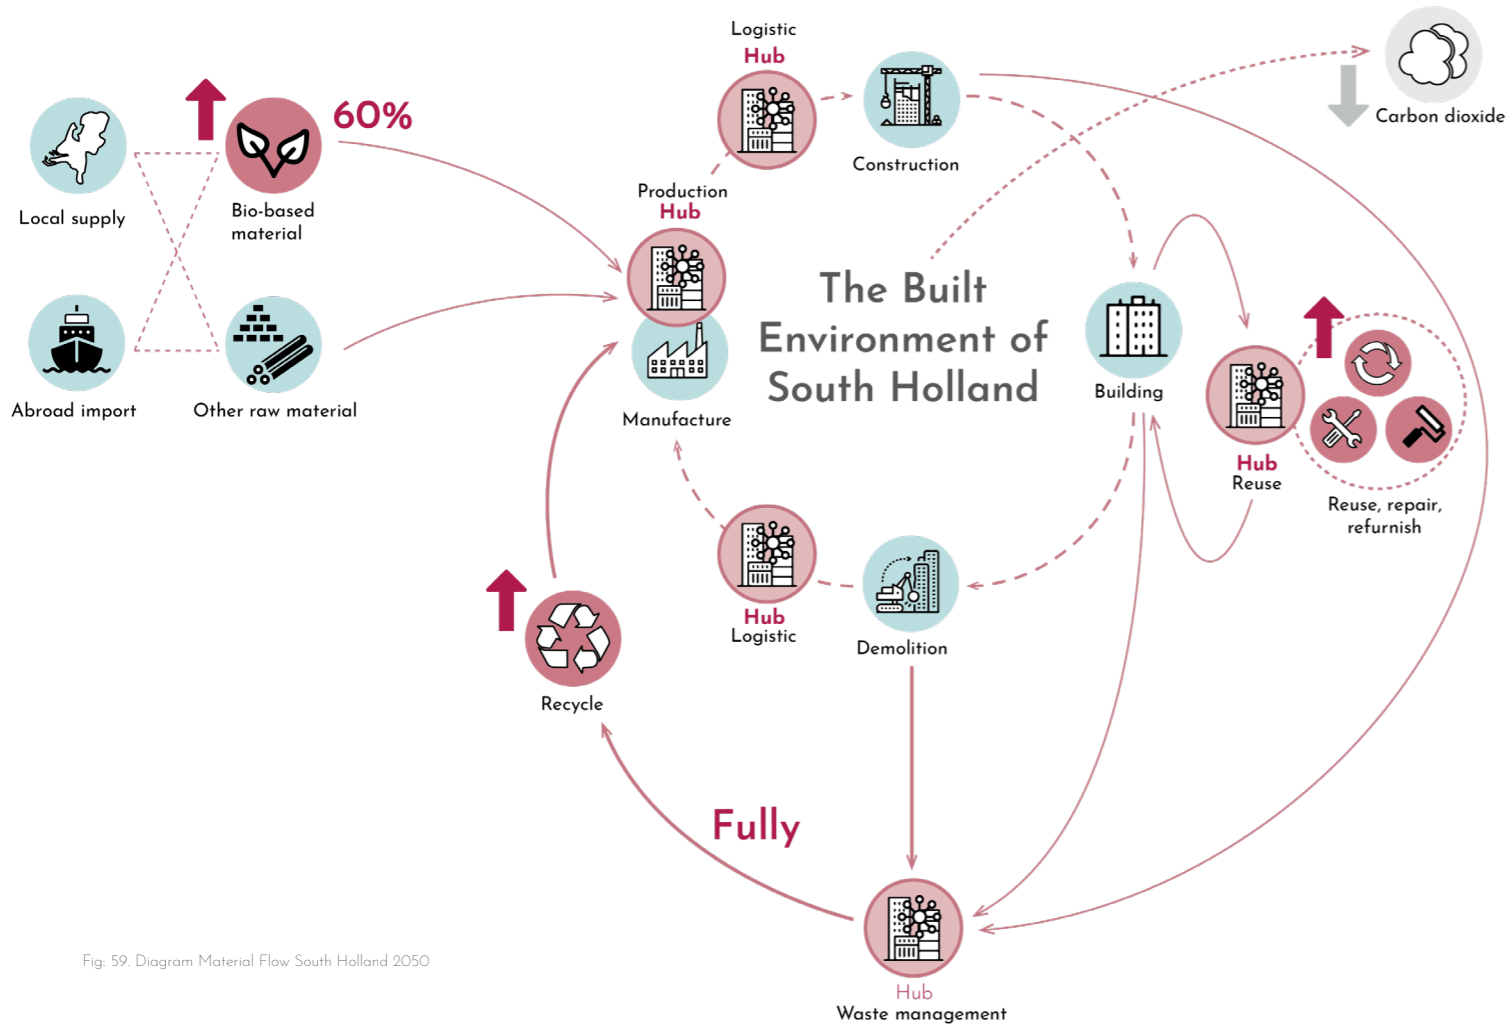 Logistic
Hub
Carbon dioxide
60%
Construction
Production
Hub
Local supply
Bio-based
material
The Built
Environment of
South Holland
Building
Abroad import
Other raw material
Manufacture
Hub
Reuse
Reuse, repair,
refurnish
Hub
Logistic
Demolition
Recycle
Fully
Fig: 59. Diagram Material Flow South Holland 2050
Hub
Waste management